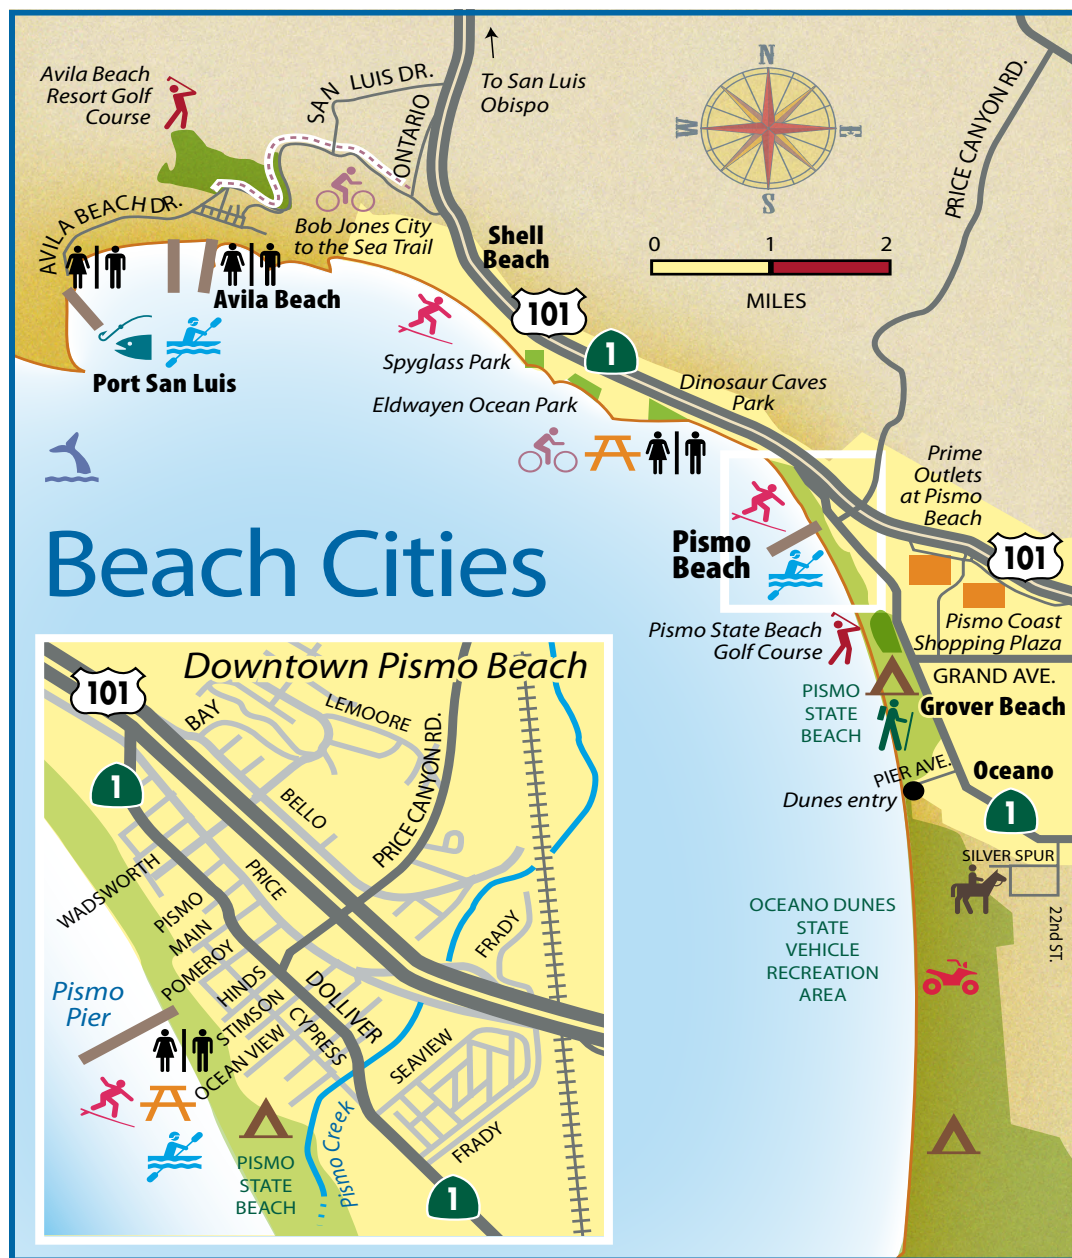 Avila Beach
Resort Golf
Course
SAN LUIS DR.
ONTARIO
To San Luis
Obispo
N
W
E
S
PRICE CANYON RD.
AVILA BEACH DR.
Bob Jones City
to the Sea Trail
Shell
Beach
0 1 2
MILES
Avila Beach
101
1
Port San Luis
Spyglass Park
Eldwayen Ocean Park
Dinosaur Caves
Park
Prime
Outlets
at Pismo
Beach
101
Pismo
Beach
Beach Cities
Pismo State Beach
Golf Course
Pismo Coast
Shopping Plaza
GRAND AVE.
PISMO
STATE
BEACH
Grover Beach
PIER AVE.
Oceano
Dunes entry
1
SILVER SPUR
22nd ST.
OCEANO DUNES
STATE
VEHICLE
RECREATION
AREA
Downtown Pismo Beach
101
BAY
LEMOORE
1
BELLO
PRICE CANYON RD.
PRICE
WADSWORTH
PISMO
MAIN
POMEROY
HINDS
STIMSON
OCEAN VIEW
CYPRESS
DOLLIVER
FRADY
SEAVIEW
FRADY
Pismo
Pier
Pismo Creek
PISMO
STATE
BEACH
1